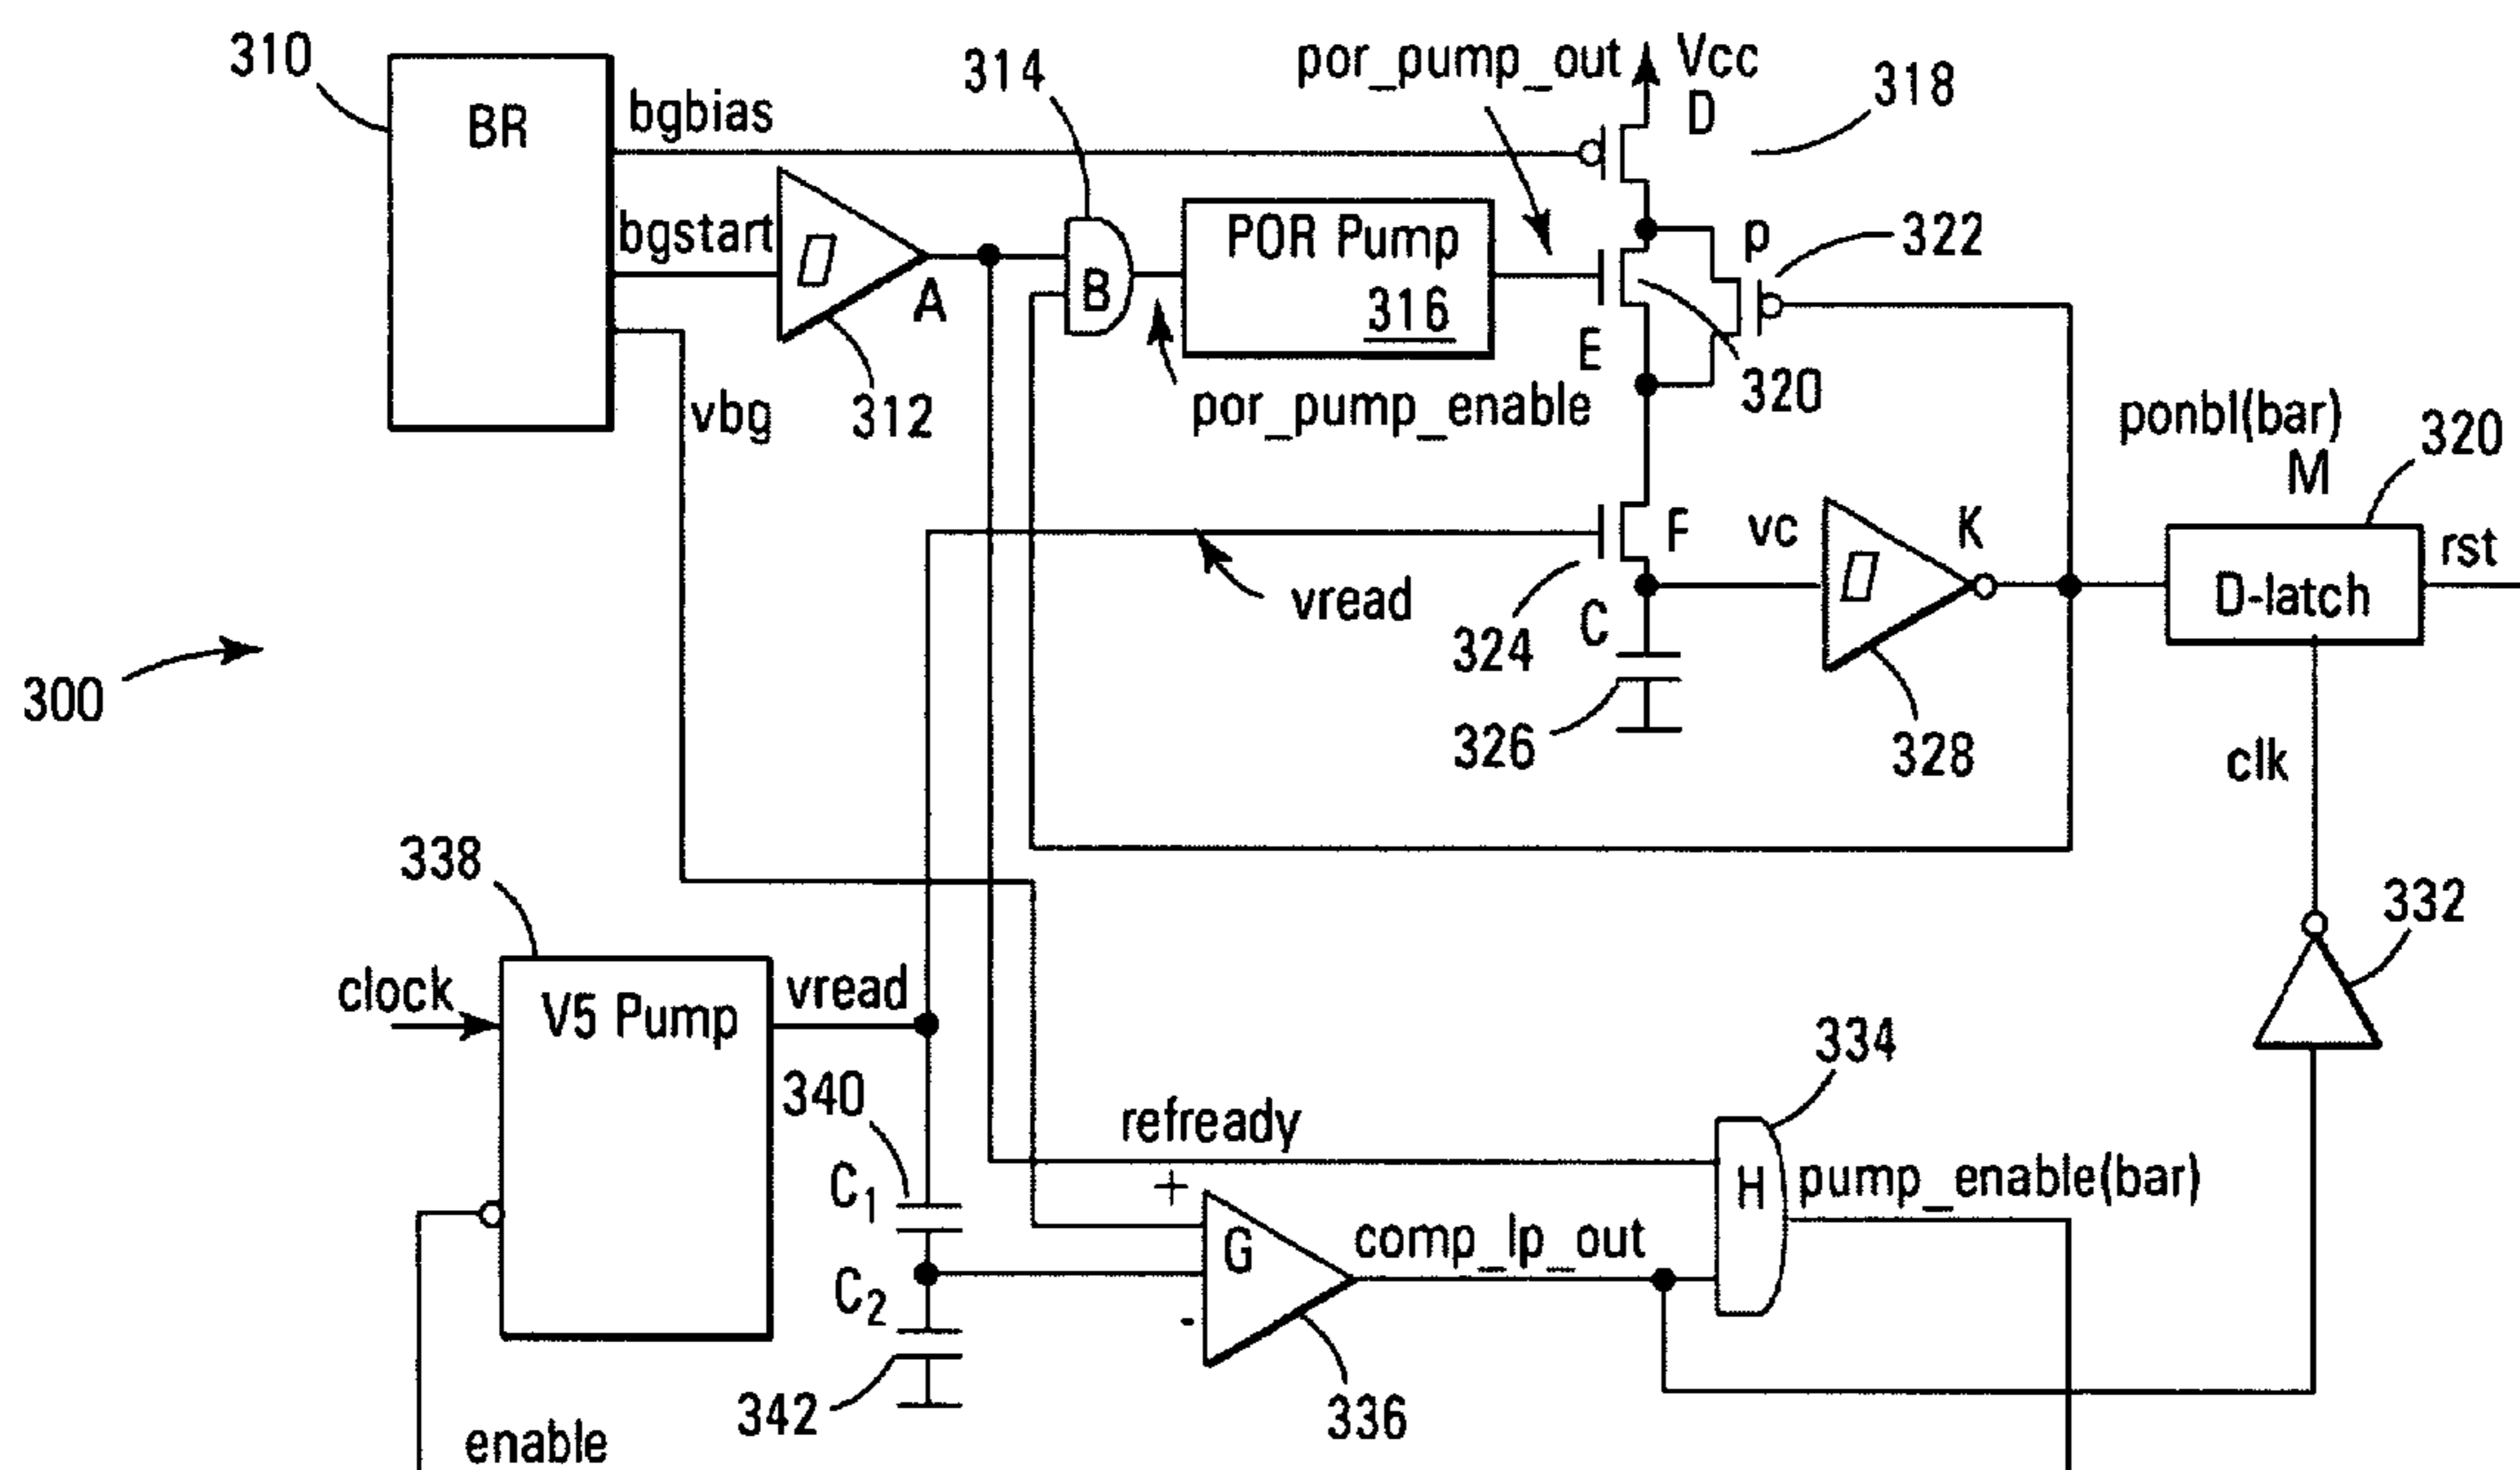 310
BR
bgbias
bgstart
vbg
A
312
314
B
por_pump_enable
POR Pump
316
por_pump_out
Vcc
D
318
p
322
E
320
F
vread
324
C
326
vc
K
328
ponbl(bar)
M
320
D-latch
rst
clk
332
300
338
clock
V5 Pump
vread
340
C1
C2
342
enable
refready
+
-
G
336
comp_lp_out
334
H
pump_enable(bar)